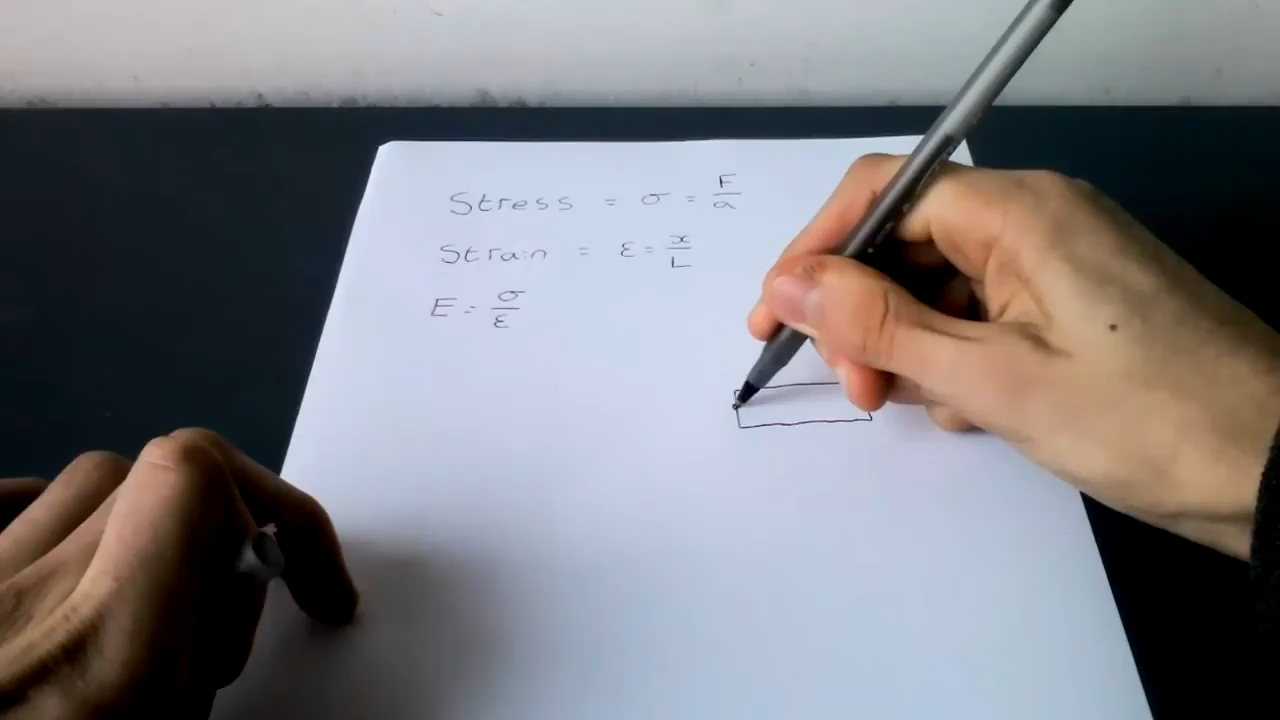 Stress = σ = F/a
Strain = ε = x/L
E = σ/ε